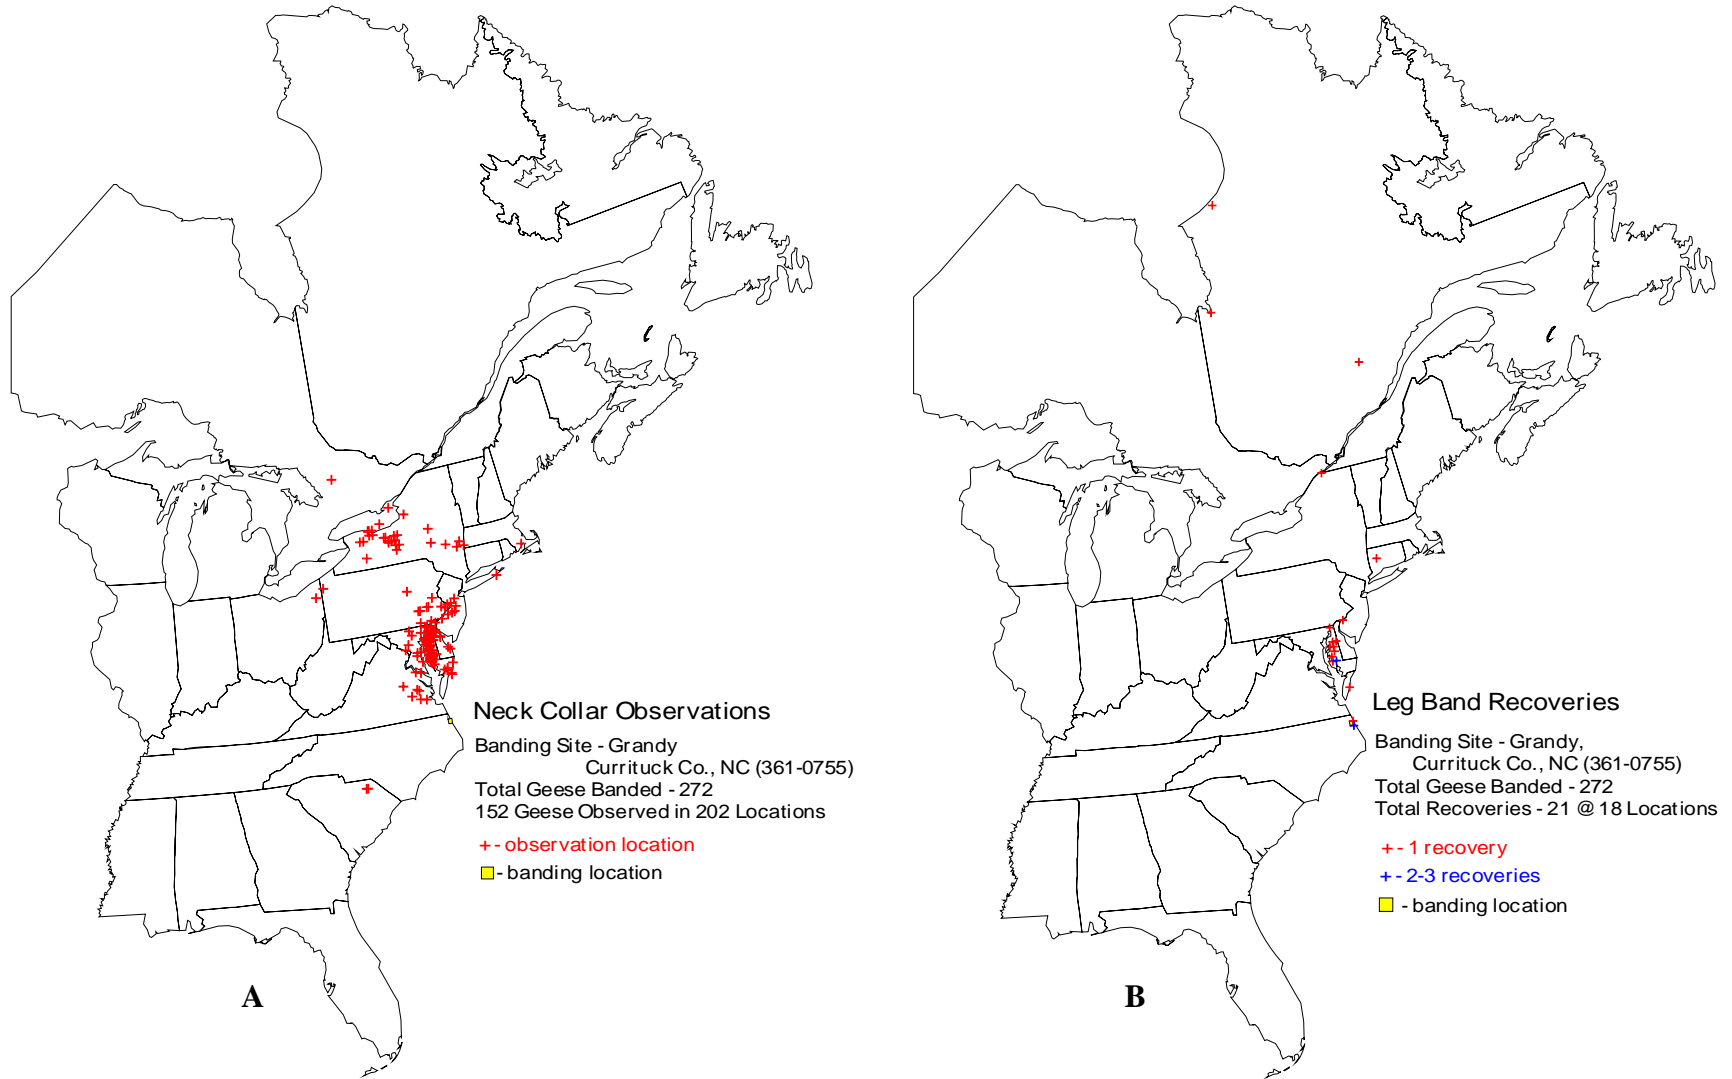 Neck Collar Observations
Banding Site - Grandy
Currituck Co., NC (361-0755)
Total Geese Banded - 272
152 Geese Observed in 202 Locations
+- observation location
- banding location
A
Leg Band Recoveries
Banding Site - Grandy,
Currituck Co., NC (361-0755)
Total Geese Banded - 272
Total Recoveries - 21 @ 18 Locations
+- 1 recovery
+- 2-3 recoveries
- banding location
B